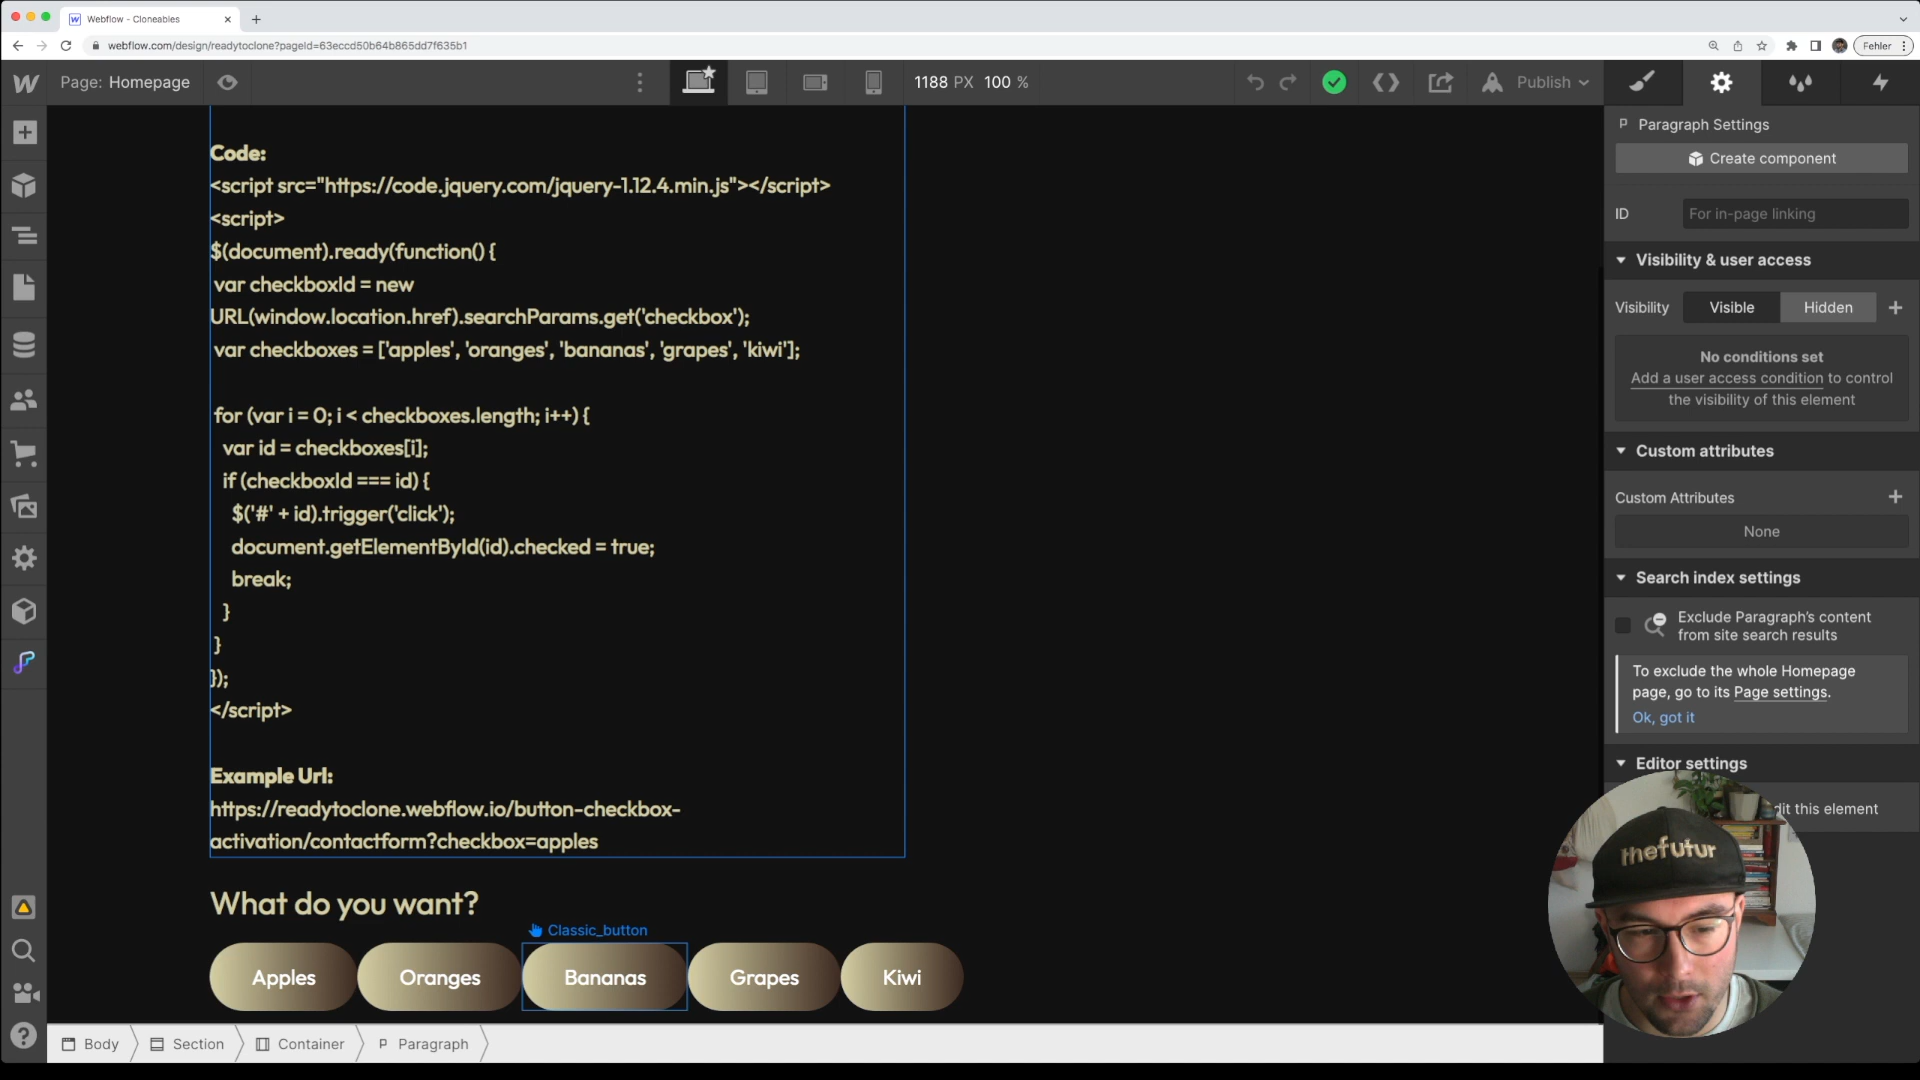 Webflow - Cloneables
webflow.com/design/readytoclone?pageId=63eccd50b64b865dd7f635b1
Fehler
Page: Homepage
1188 PX 100 %
Publish
Paragraph Settings
Create component
ID
For in-page linking
Visibility & user access
Visibility
Visible
Hidden
No conditions set
Add a user access condition to control
the visibility of this element
Custom attributes
Custom Attributes
None
Search index settings
Exclude Paragraph's content
from site search results
To exclude the whole Homepage
page, go to its Page settings.
Ok, got it
Editor settings
dit this element
Code:
<script src="https://code.jquery.com/jquery-1.12.4.min.js"></script>
<script>
$(document).ready(function() {
var checkboxId = new
URL(window.location.href).searchParams.get('checkbox');
var checkboxes = ['apples', 'oranges', 'bananas', 'grapes', 'kiwi'];
for (var i = 0; i < checkboxes.length; i++) {
var id = checkboxes[i];
if (checkboxId === id) {
$('#' + id).trigger('click');
document.getElementById(id).checked = true;
break;
}
}
});
</script>
Example Url:
https://readytoclone.webflow.io/button-checkbox-
activation/contactform?checkbox=apples
What do you want?
Classic_button
Apples
Oranges
Bananas
Grapes
Kiwi
Body
Section
Container
Paragraph
thefutur